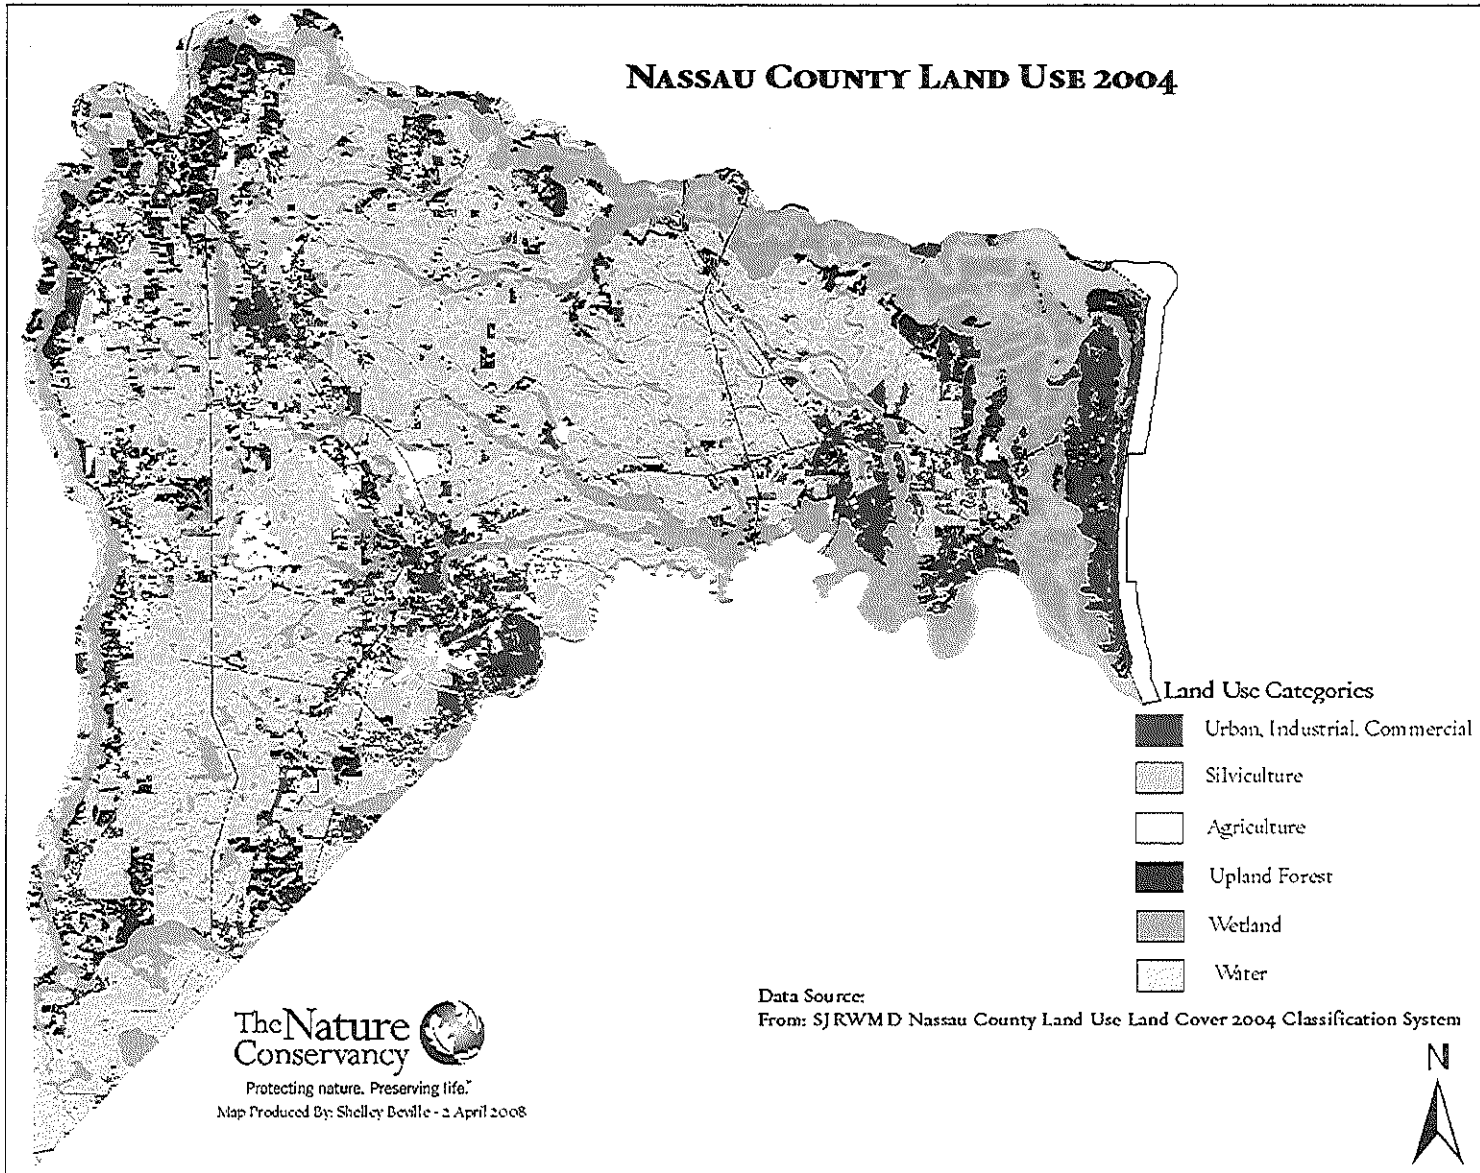 NASSAU COUNTY LAND USE 2004
Land Use Categories
Urban, Industrial, Commercial
Silviculture
Agriculture
Upland Forest
Wetland
Water
Data Source:
From: SJRWMD Nassau County Land Use Land Cover 2004 Classification System
The Nature
Conservancy
Protecting nature. Preserving life.™
Map Produced By: Shelley Beville - 2 April 2008
N